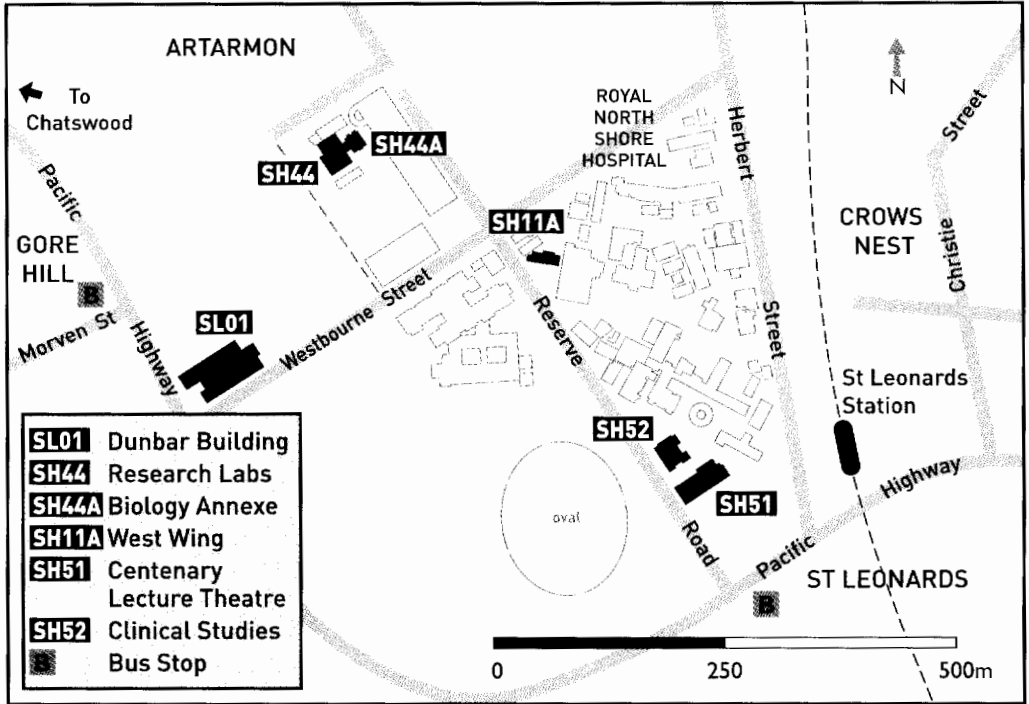 ARTARMON
To
Chatswood
N
ROYAL
NORTH
SHORE
HOSPITAL
Herbert
Street
Street
Christie
Pacific
Highway
SH44A
SH44
SH11A
CROWS
NEST
GORE
HILL
B
Morven St
SL01
Westbourne Street
Reserve
Road
St Leonards
Station
SH52
SH51
oval
Pacific
Highway
ST LEONARDS
B
SL01 Dunbar Building
SH44 Research Labs
SH44A Biology Annexe
SH11A West Wing
SH51 Centenary
Lecture Theatre
SH52 Clinical Studies
B Bus Stop
0 250 500m